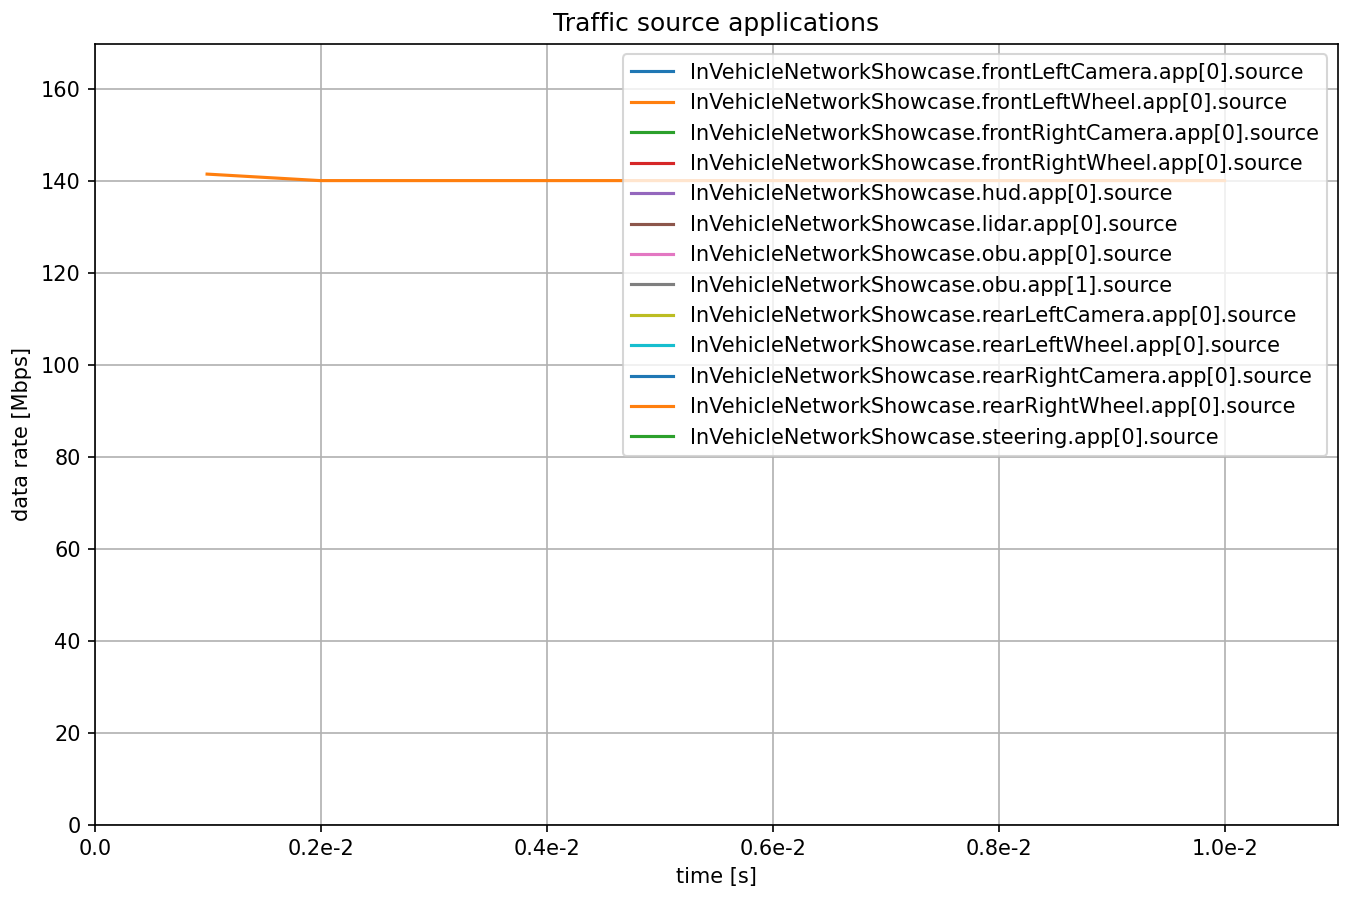 Traffic source applications
160
140
120
100
80
60
40
20
0
data rate [Mbps]
InVehicleNetworkShowcase.frontLeftCamera.app[0].source
InVehicleNetworkShowcase.frontLeftWheel.app[0].source
InVehicleNetworkShowcase.frontRightCamera.app[0].source
InVehicleNetworkShowcase.frontRightWheel.app[0].source
InVehicleNetworkShowcase.hud.app[0].source
InVehicleNetworkShowcase.lidar.app[0].source
InVehicleNetworkShowcase.obu.app[0].source
InVehicleNetworkShowcase.obu.app[1].source
InVehicleNetworkShowcase.rearLeftCamera.app[0].source
InVehicleNetworkShowcase.rearLeftWheel.app[0].source
InVehicleNetworkShowcase.rearRightCamera.app[0].source
InVehicleNetworkShowcase.rearRightWheel.app[0].source
InVehicleNetworkShowcase.steering.app[0].source
0.0 0.2e-2 0.4e-2 0.6e-2 0.8e-2 1.0e-2
time [s]